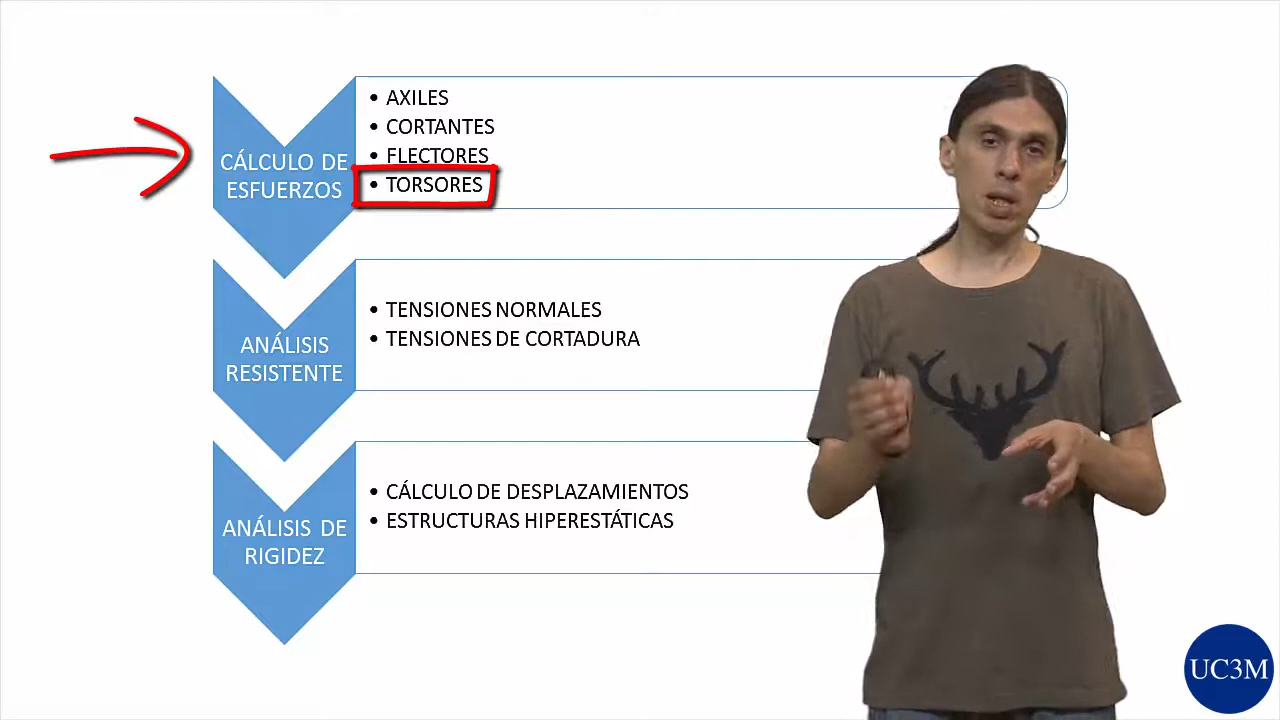 CÁLCULO DE
ESFUERZOS
• AXILES
• CORTANTES
• FLECTORES
• TORSORES
ANÁLISIS
RESISTENTE
• TENSIONES NORMALES
• TENSIONES DE CORTADURA
ANÁLISIS DE
RIGIDEZ
• CÁLCULO DE DESPLAZAMIENTOS
• ESTRUCTURAS HIPERESTÁTICAS
UC3M